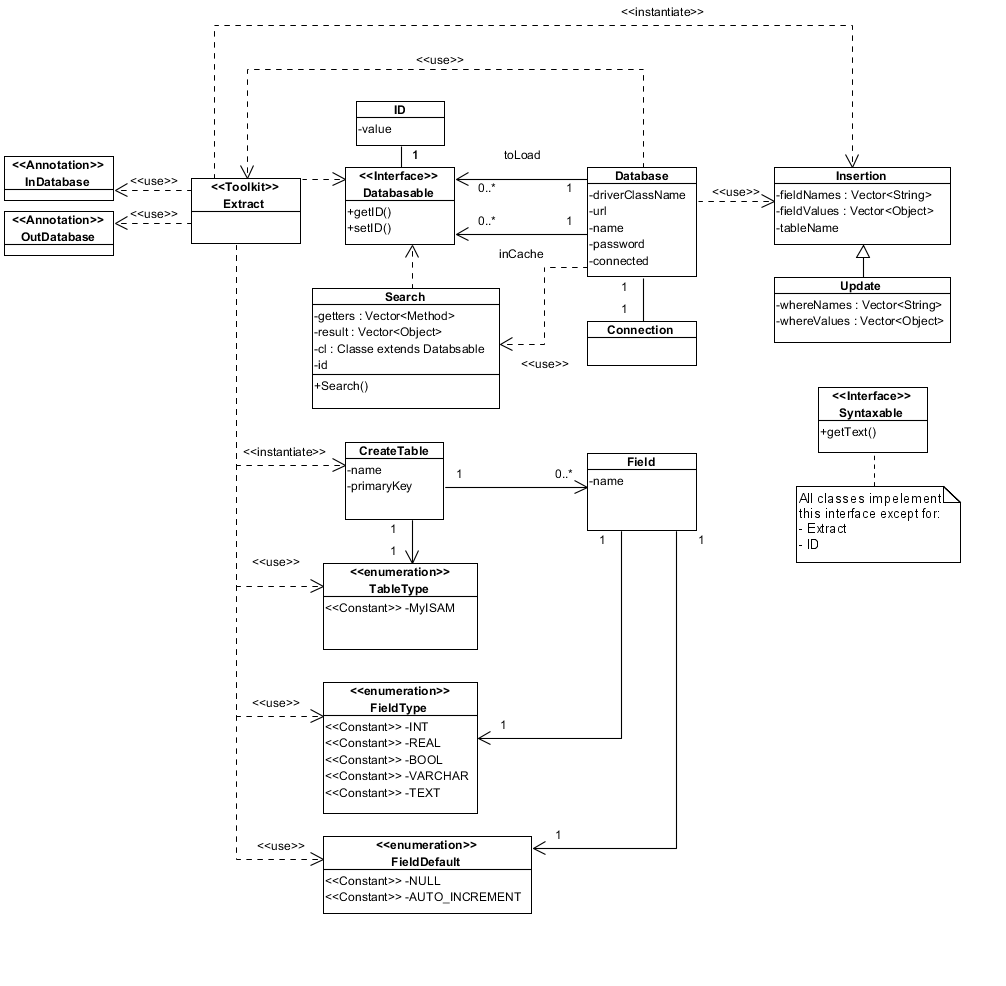 <<instantiate>>
<<use>>
ID
-value
1
toLoad
<<Annotation>>
InDatabase
<<use>>
<<Toolkit>>
Extract
<<Interface>>
Databasable
+getID()
+setID()
0..*
1
0..*
1
inCache
Database
-driverClassName
-url
-name
-password
-connected
<<use>>
Insertion
-fieldNames : Vector<String>
-fieldValues : Vector<Object>
-tableName
<<Annotation>>
OutDatabase
<<use>>
Update
-whereNames : Vector<String>
-whereValues : Vector<Object>
Search
-getters : Vector<Method>
-result : Vector<Object>
-cl : Classe extends Databsable
-id
+Search()
<<use>>
1
1
Connection
<<Interface>>
Syntaxable
+getText()
All classes impelement
this interface except for:
- Extract
- ID
<<instantiate>>
CreateTable
-name
-primaryKey
1
0..*
Field
-name
1
1
1
1
<<use>>
<<enumeration>>
TableType
<<Constant>> -MyISAM
<<use>>
<<enumeration>>
FieldType
<<Constant>> -INT
<<Constant>> -REAL
<<Constant>> -BOOL
<<Constant>> -VARCHAR
<<Constant>> -TEXT
1
<<use>>
<<enumeration>>
FieldDefault
<<Constant>> -NULL
<<Constant>> -AUTO_INCREMENT
1